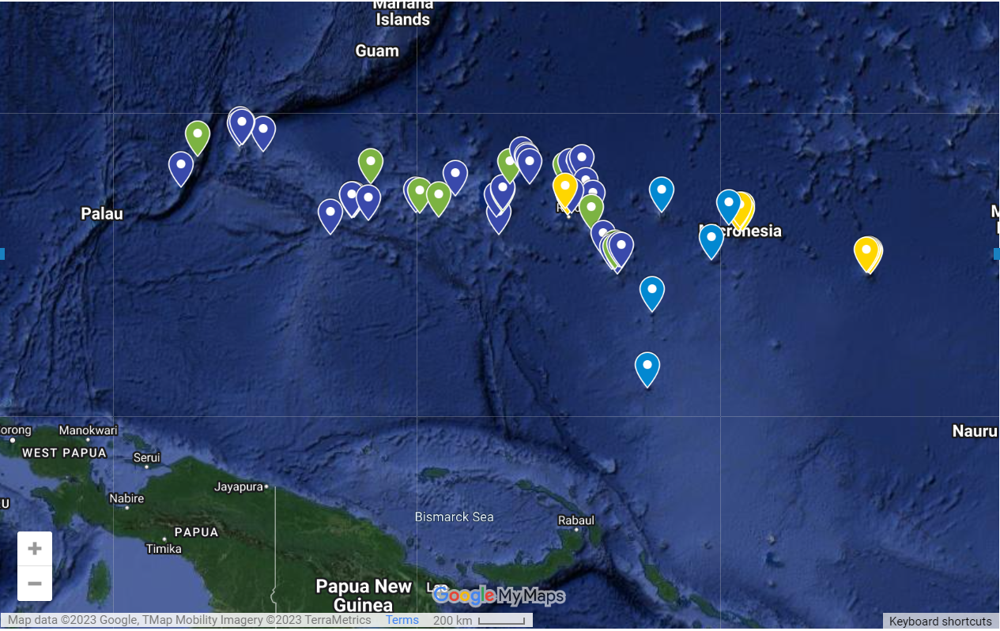 Mariana
Islands
Guam
Palau
Micronesia
Nauru
orong
Manokwari
WEST PAPUA
Serui
Jayapura
Nabire
U
PAPUA
Timika
Bismarck Sea
Rabaul
Papua New
Guinea
Google My Maps
Map data ©2023 Google, TMap Mobility Imagery ©2023 TerraMetrics Terms 200 km
Keyboard shortcuts